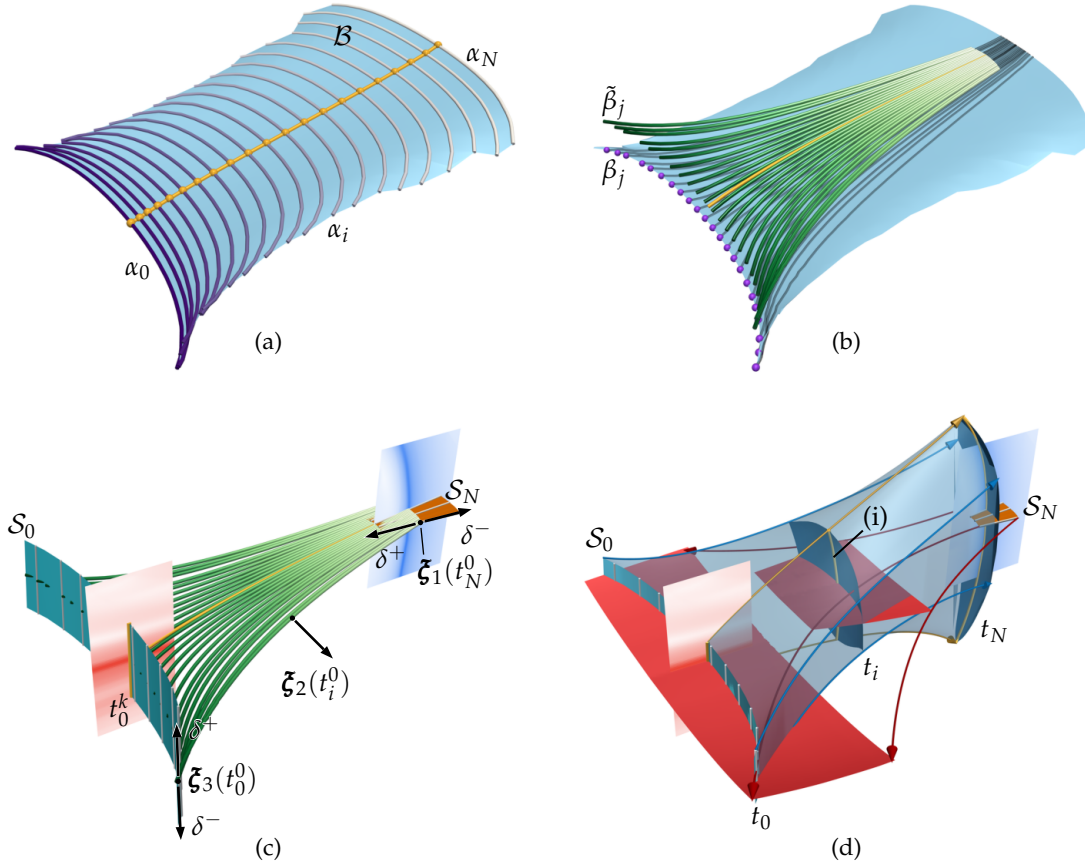 ℬ
α_N
α_i
α_0
(a)
β̃_j
β_j
(b)
𝒮_0
𝒮_N
δ⁻
δ⁺
ξ_1(t_N^0)
ξ_2(t_i^0)
t_0^k
δ⁺
ξ_3(t_0^0)
δ⁻
(c)
(i)
𝒮_N
𝒮_0
t_N
t_i
t_0
(d)